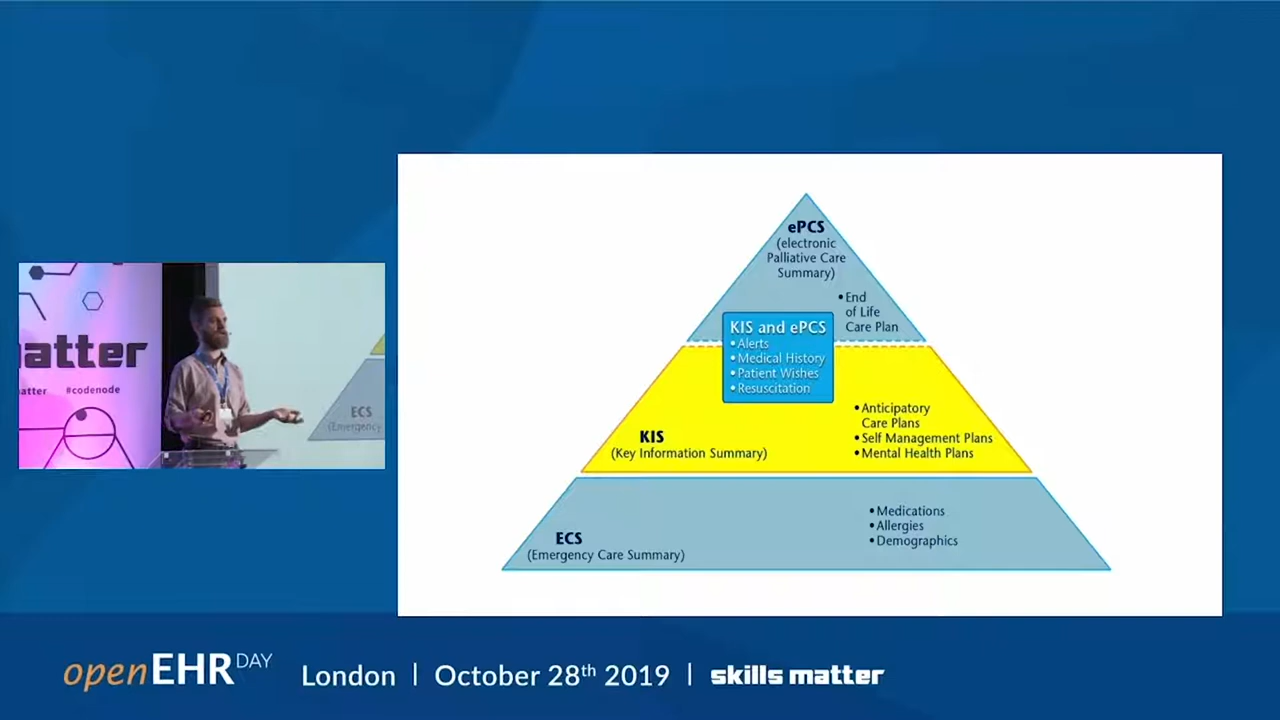 ePCS
(electronic
Palliative Care
Summary)
• End
of Life
Care Plan
KIS and ePCS
• Alerts
• Medical History
• Patient Wishes
• Resuscitation
• Anticipatory
Care Plans
• Self Management Plans
• Mental Health Plans
KIS
(Key Information Summary)
• Medications
• Allergies
• Demographics
ECS
(Emergency Care Summary)
atter
atter #codenode
ECS
(Emergency
openEHR DAY London | October 28th 2019 | skills matter